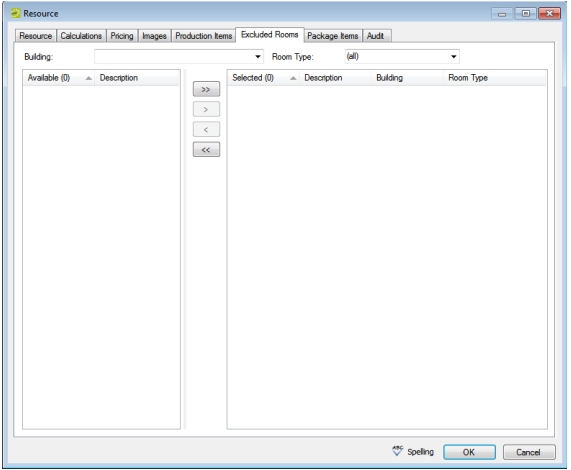 Resource
Resource Calculations Pricing Images Production Items Excluded Rooms Package Items Audit
Building: Room Type: (all)
Available (0) Description Selected (0) Description Building Room Type
>>
>
<
<<
ABC Spelling OK Cancel